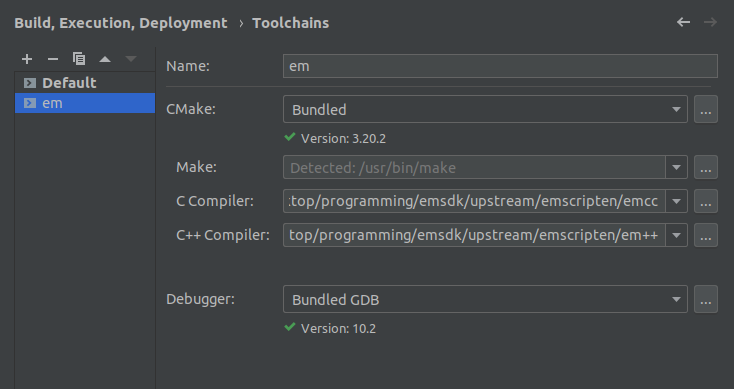 Build, Execution, Deployment › Toolchains
Default
em
Name: em
CMake: Bundled ...
Version: 3.20.2
Make: Detected: /usr/bin/make ...
C Compiler: top/programming/emsdk/upstream/emscripten/emcc ...
C++ Compiler: top/programming/emsdk/upstream/emscripten/em++ ...
Debugger: Bundled GDB ...
Version: 10.2